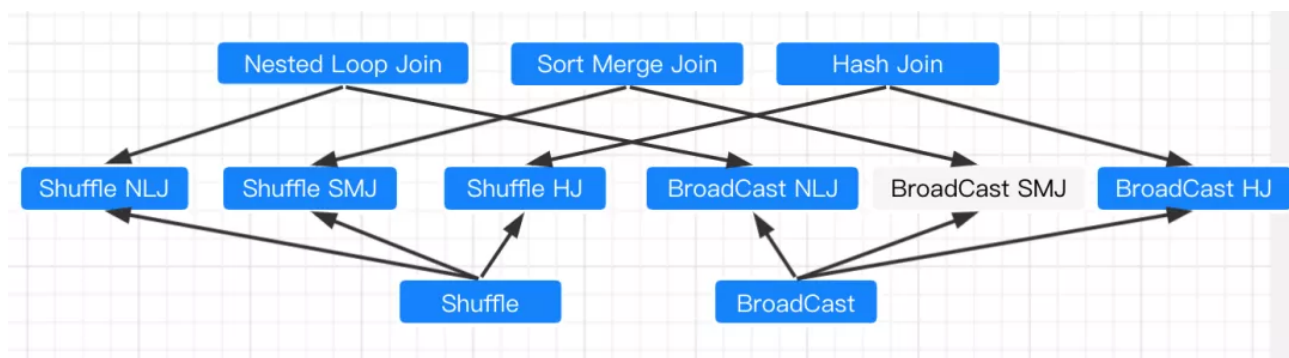 Nested Loop Join
Sort Merge Join
Hash Join
Shuffle NLJ
Shuffle SMJ
Shuffle HJ
BroadCast NLJ
BroadCast SMJ
BroadCast HJ
Shuffle
BroadCast